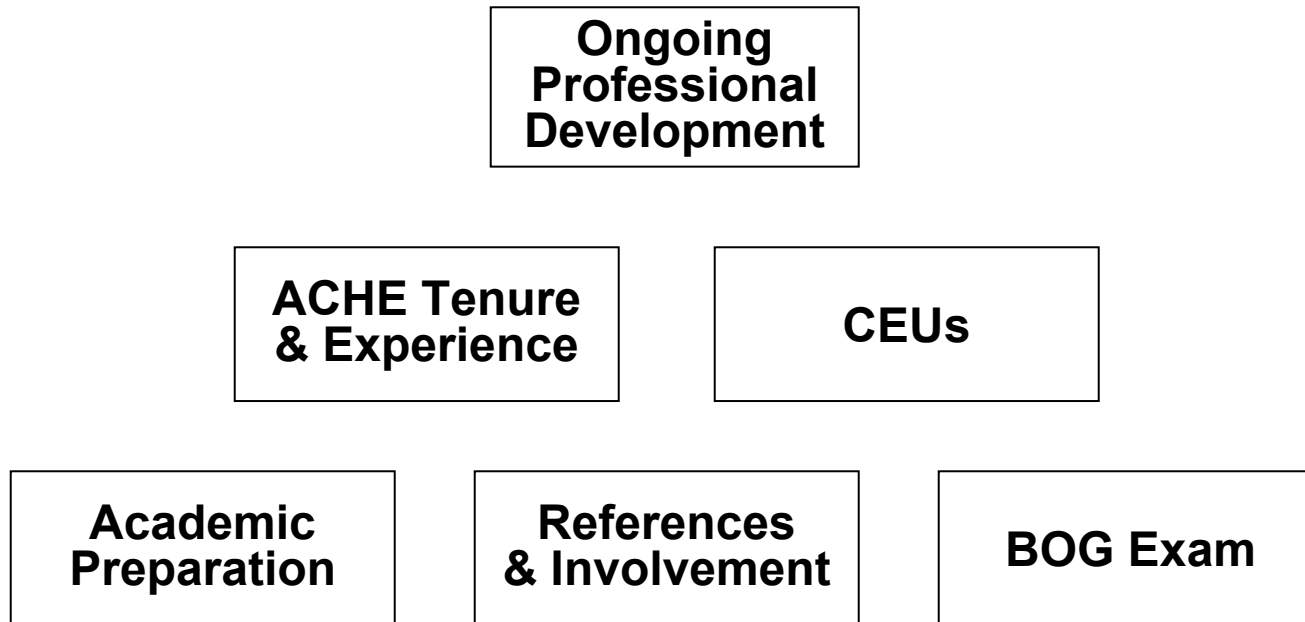 Ongoing
Professional
Development
ACHE Tenure
& Experience
CEUs
Academic
Preparation
References
& Involvement
BOG Exam